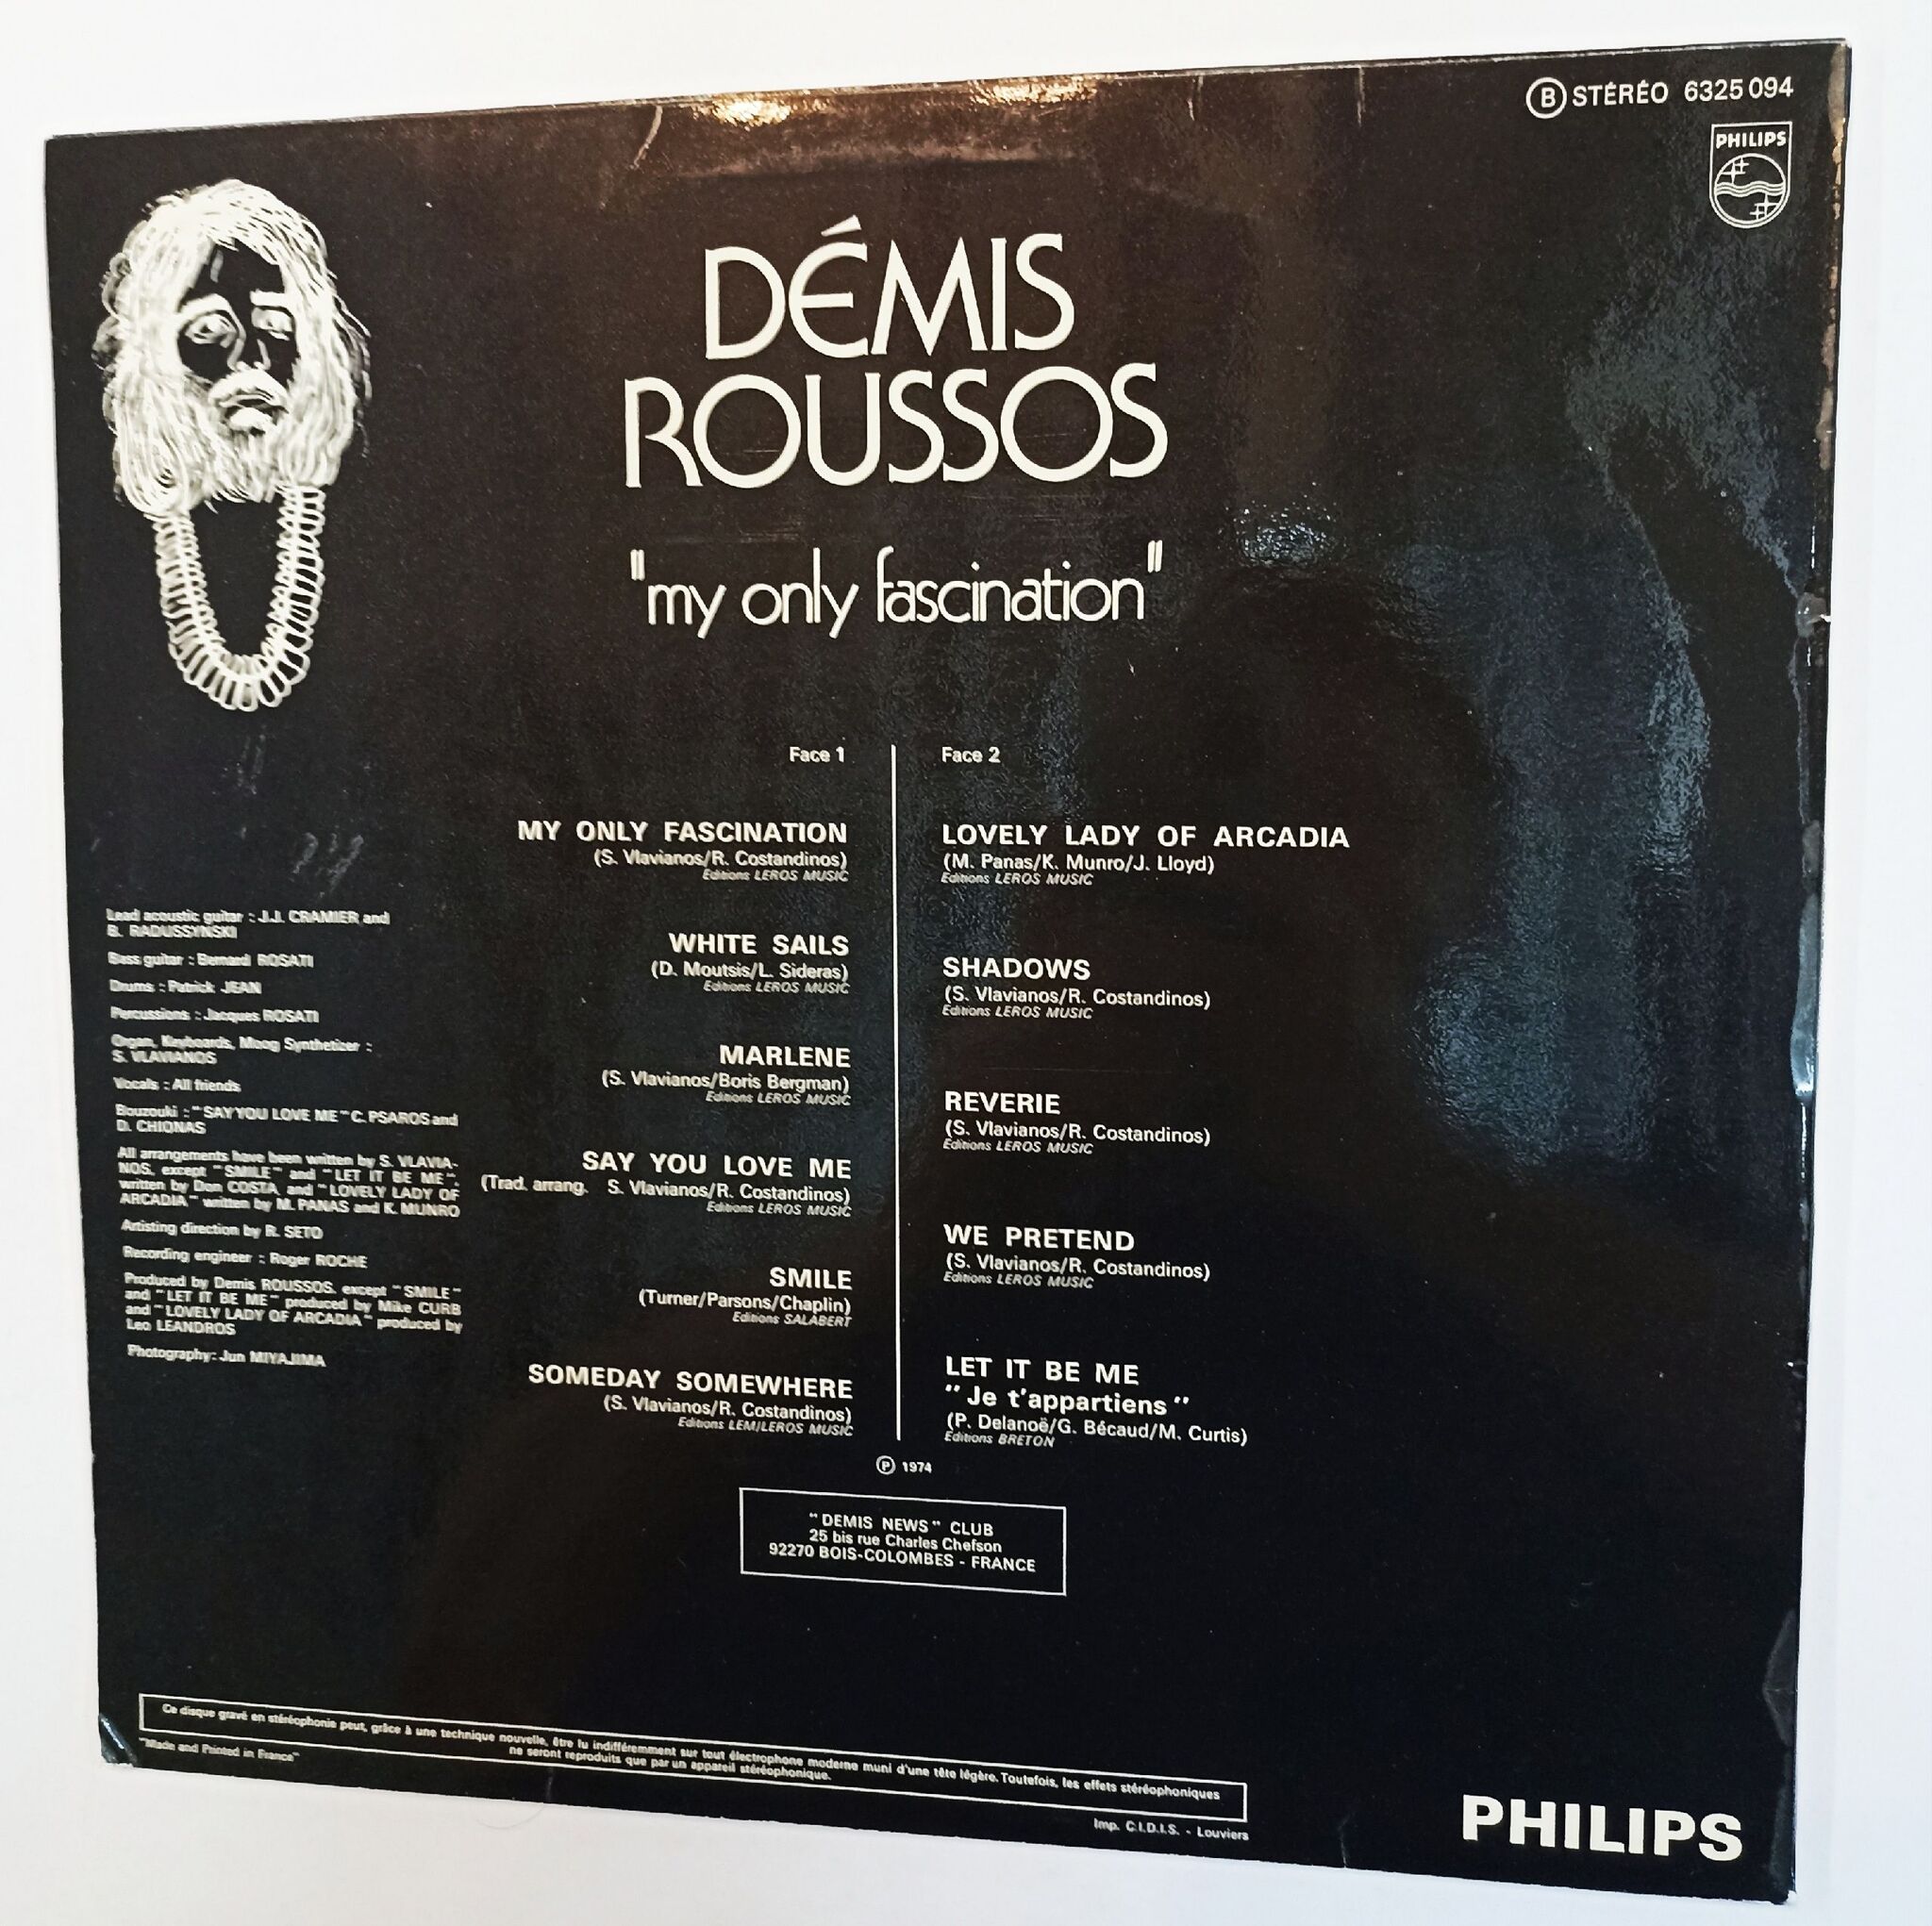 B STÉRÉO 6325 094
PHILIPS
DÉMIS
ROUSSOS
"my only fascination"
Face 1
MY ONLY FASCINATION
(S. Vlavianos/R. Costandinos)
Editions LEROS MUSIC
WHITE SAILS
(D. Moutsis/L. Sideras)
Editions LEROS MUSIC
MARLENE
(S. Vlavianos/Boris Bergman)
Editions LEROS MUSIC
SAY YOU LOVE ME
(Trad. arrang. S. Vlavianos/R. Costandinos)
Editions LEROS MUSIC
SMILE
(Turner/Parsons/Chaplin)
Editions SALABERT
SOMEDAY SOMEWHERE
(S. Vlavianos/R. Costandinos)
Editions LEM/LEROS MUSIC
Face 2
LOVELY LADY OF ARCADIA
(M. Panas/K. Munro/J. Lloyd)
Editions LEROS MUSIC
SHADOWS
(S. Vlavianos/R. Costandinos)
Editions LEROS MUSIC
REVERIE
(S. Vlavianos/R. Costandinos)
Editions LEROS MUSIC
WE PRETEND
(S. Vlavianos/R. Costandinos)
Editions LEROS MUSIC
LET IT BE ME
"Je t'appartiens"
(P. Delanoë/G. Bécaud/M. Curtis)
Editions BRETON
Lead acoustic guitar : J.J. CRAMIER and
B. RADUSSYNSKI
Bass guitar : Bernard ROSATI
Drums : Patrick JEAN
Percussions : Jacques ROSATI
Organ, Keyboards, Moog Synthetizer :
S. VLAVIANOS
Vocals : All friends
Bouzouki : "SAY YOU LOVE ME" C. PSAROS and
D. CHIONAS
All arrangements have been written by S. VLAVIA-
NOS, except "SMILE" and "LET IT BE ME",
written by Don COSTA, and "LOVELY LADY OF
ARCADIA" written by M. PANAS and K. MUNRO
Artisting direction by R. SETO
Recording engineer : Roger ROCHE
Produced by Demis ROUSSOS, except "SMILE"
and "LET IT BE ME" produced by Mike CURB
and "LOVELY LADY OF ARCADIA" produced by
Leo LEANDROS
Photography: Jun MIYAJIMA
Ⓟ 1974
"DEMIS NEWS" CLUB
25 bis rue Charles Chefson
92270 BOIS-COLOMBES - FRANCE
Ce disque gravé en stéréophonie peut, grâce à une technique nouvelle, être lu indifféremment sur tout électrophone moderne muni d'une tête légère. Toutefois, les effets stéréophoniques
ne seront reproduits que par un appareil stéréophonique.
"Made and Printed in France"
Imp. C.I.D.I.S. - Louviers
PHILIPS